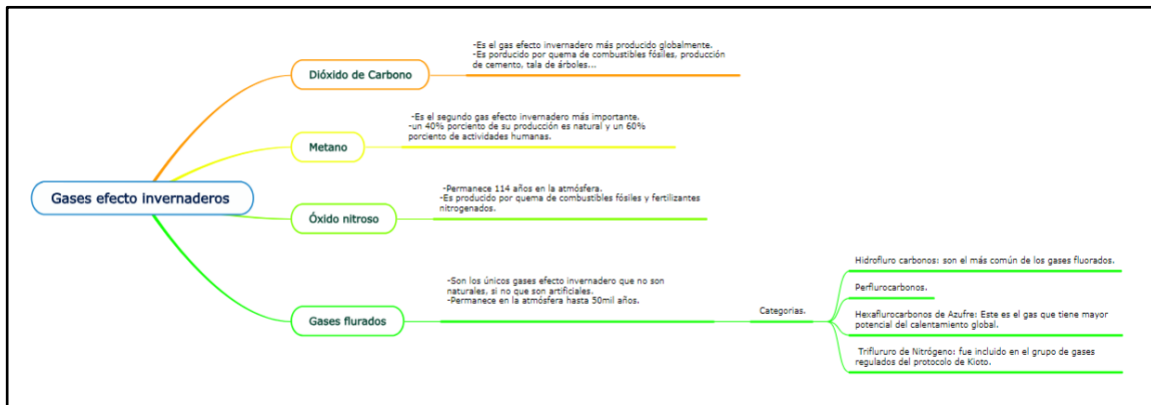 Gases efecto invernaderos
Dióxido de Carbono
-Es el gas efecto invernadero más producido globalmente.
-Es porducido por quema de combustibles fósiles, producción
de cemento, tala de árboles...
Metano
-Es el segundo gas efecto invernadero más importante.
-un 40% porciento de su producción es natural y un 60%
porciento de actividades humanas.
Óxido nitroso
-Permanece 114 años en la atmósfera.
-Es producido por quema de combustibles fósiles y fertilizantes
nitrogenados.
Gases flurados
-Son los únicos gases efecto invernadero que no son
naturales, si no que son artificiales.
-Permanece en la atmósfera hasta 50mil años.
Categorias.
Hidrofluro carbonos: son el más común de los gases fluorados.
Perflurocarbonos.
Hexaflurocarbonos de Azufre: Este es el gas que tiene mayor
potencial del calentamiento global.
Triflururo de Nitrógeno: fue incluido en el grupo de gases
regulados del protocolo de Kioto.